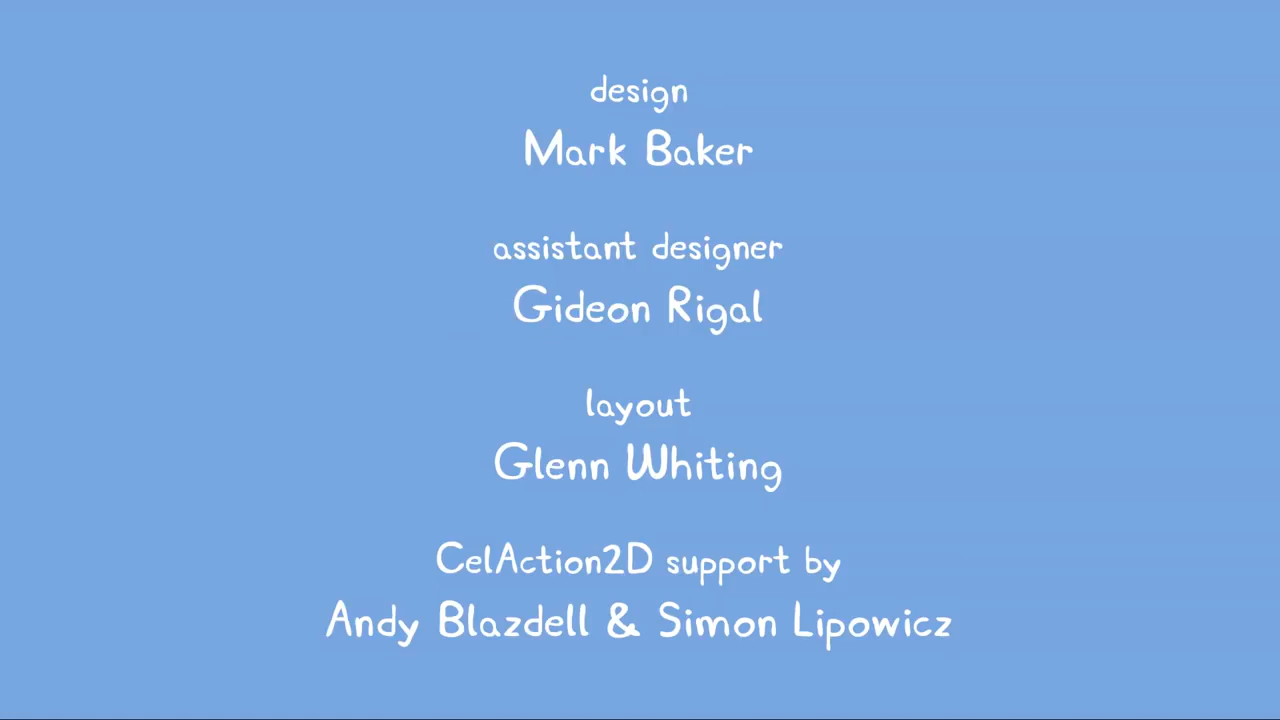 design
Mark Baker
assistant designer
Gideon Rigal
layout
Glenn Whiting
CelAction2D support by
Andy Blazdell & Simon Lipowicz